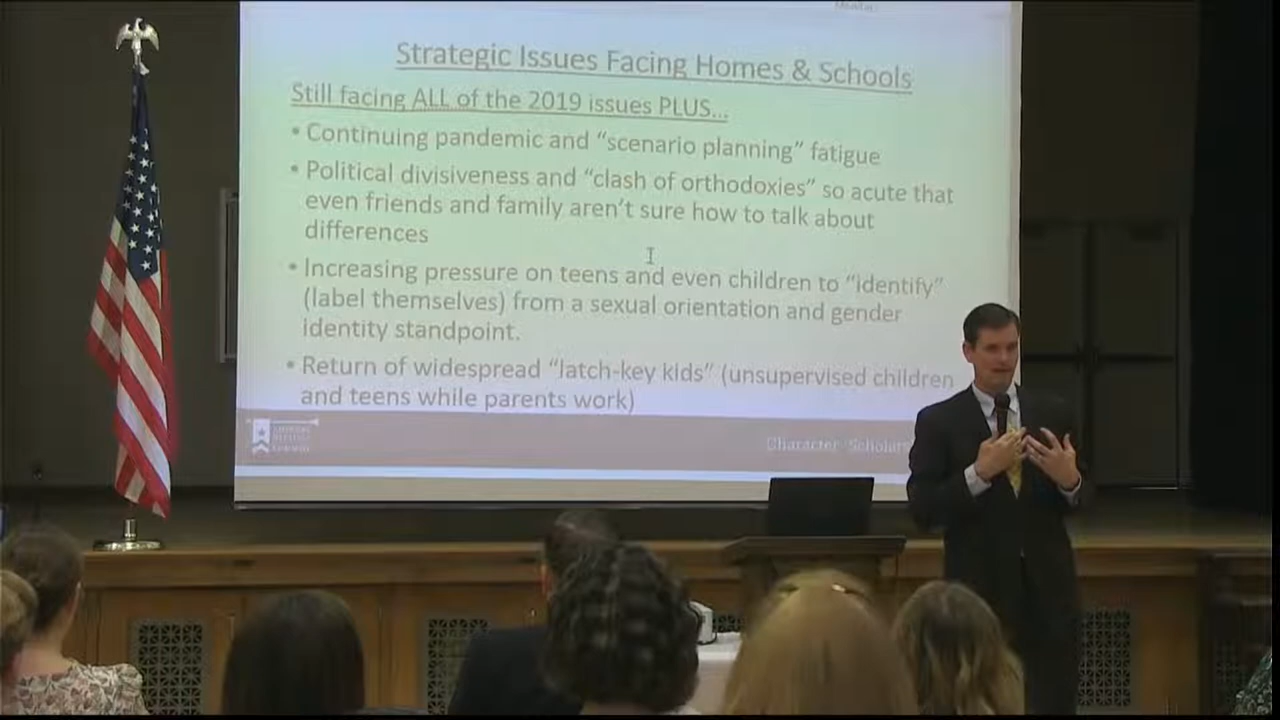 Strategic Issues Facing Homes & Schools
Still facing ALL of the 2019 issues PLUS...
• Continuing pandemic and “scenario planning” fatigue
• Political divisiveness and “clash of orthodoxies” so acute that
even friends and family aren’t sure how to talk about
differences
• Increasing pressure on teens and even children to “identify”
(label themselves) from a sexual orientation and gender
identity standpoint.
• Return of widespread “latch-key kids” (unsupervised children
and teens while parents work)
Character